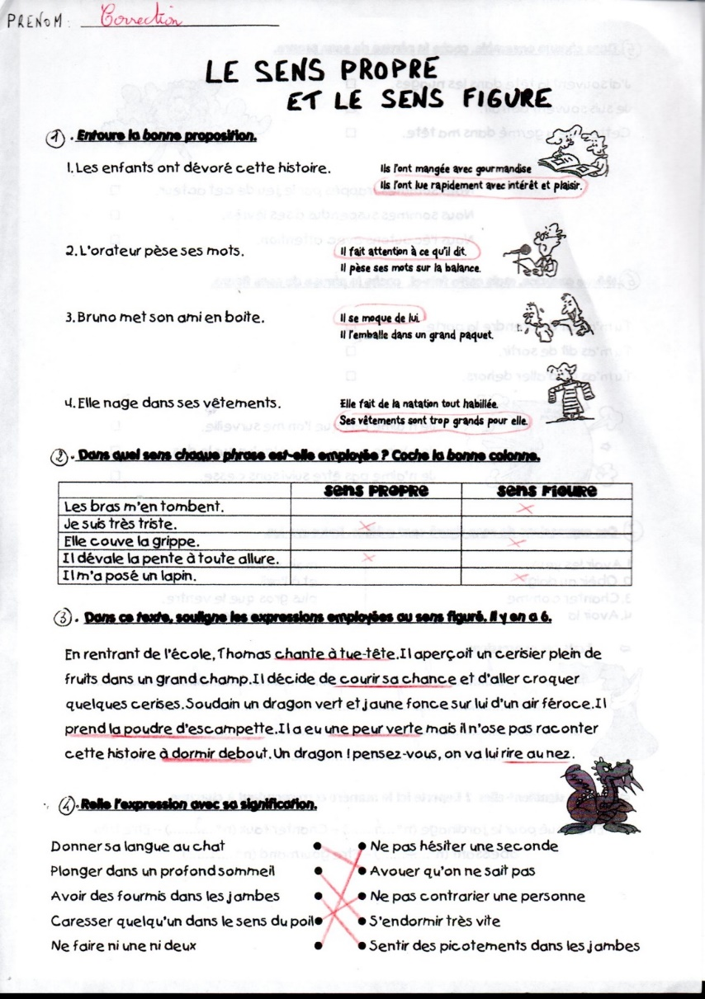 PRENOM : Correction
LE SENS PROPRE
ET LE SENS FIGURE
1. Entoure la bonne proposition.
1. Les enfants ont dévoré cette histoire.
Ils l'ont mangée avec gourmandise
Ils l'ont lue rapidement avec intérêt et plaisir.
2. L'orateur pèse ses mots.
Il fait attention à ce qu'il dit.
Il pèse ses mots sur la balance.
3. Bruno met son ami en boite.
Il se moque de lui.
Il l'emballe dans un grand paquet.
4. Elle nage dans ses vêtements.
Elle fait de la natation tout habillée.
Ses vêtements sont trop grands pour elle.
2. Dans quel sens chaque phrase est-elle employée ? Coche la bonne colonne.
sens PROPRE sens FIGURE
Les bras m'en tombent. X
Je suis très triste. X
Elle couve la grippe. X
Il dévale la pente à toute allure. X
Il m'a posé un lapin. X
3. Dans ce texte, souligne les expressions employées au sens figuré. Il y en a 6.
En rentrant de l'école, Thomas chante à tue-tête. Il aperçoit un cerisier plein de
fruits dans un grand champ. Il décide de courir sa chance et d'aller croquer
quelques cerises. Soudain un dragon vert et jaune fonce sur lui d'un air féroce. Il
prend la poudre d'escampette. Il a eu une peur verte mais il n'ose pas raconter
cette histoire à dormir debout. Un dragon ! pensez-vous, on va lui rire au nez.
4. Relie l'expression avec sa signification.
Donner sa langue au chat • • Ne pas hésiter une seconde
Plonger dans un profond sommeil • • Avouer qu'on ne sait pas
Avoir des fourmis dans les jambes • • Ne pas contrarier une personne
Caresser quelqu'un dans le sens du poil • • S'endormir très vite
Ne faire ni une ni deux • • Sentir des picotements dans les jambes